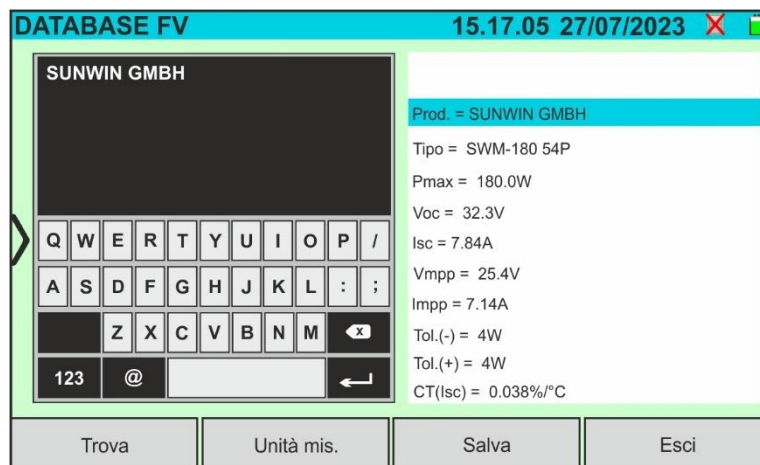 DATABASE FV 15.17.05 27/07/2023
SUNWIN GMBH
Q W E R T Y U I O P /
A S D F G H J K L : ;
Z X C V B N M x
123 @
Prod. = SUNWIN GMBH
Tipo = SWM-180 54P
Pmax = 180.0W
Voc = 32.3V
Isc = 7.84A
Vmpp = 25.4V
Impp = 7.14A
Tol.(-) = 4W
Tol.(+) = 4W
CT(Isc) = 0.038%/°C
Trova Unità mis. Salva Esci